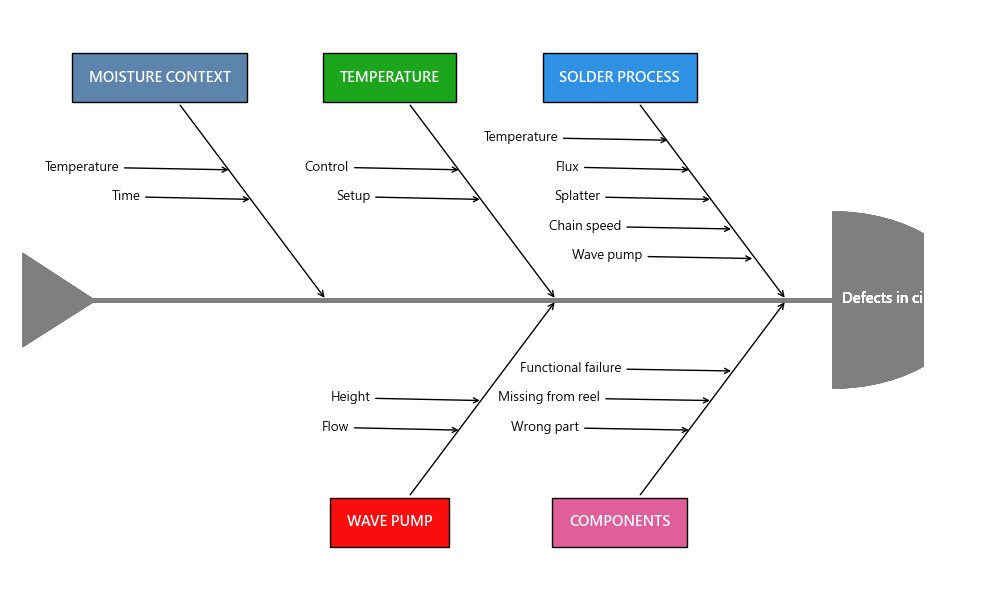 MOISTURE CONTEXT
TEMPERATURE
SOLDER PROCESS
Temperature
Temperature
Control
Flux
Time
Setup
Splatter
Chain speed
Wave pump
Defects in ci
Functional failure
Height
Missing from reel
Flow
Wrong part
WAVE PUMP
COMPONENTS